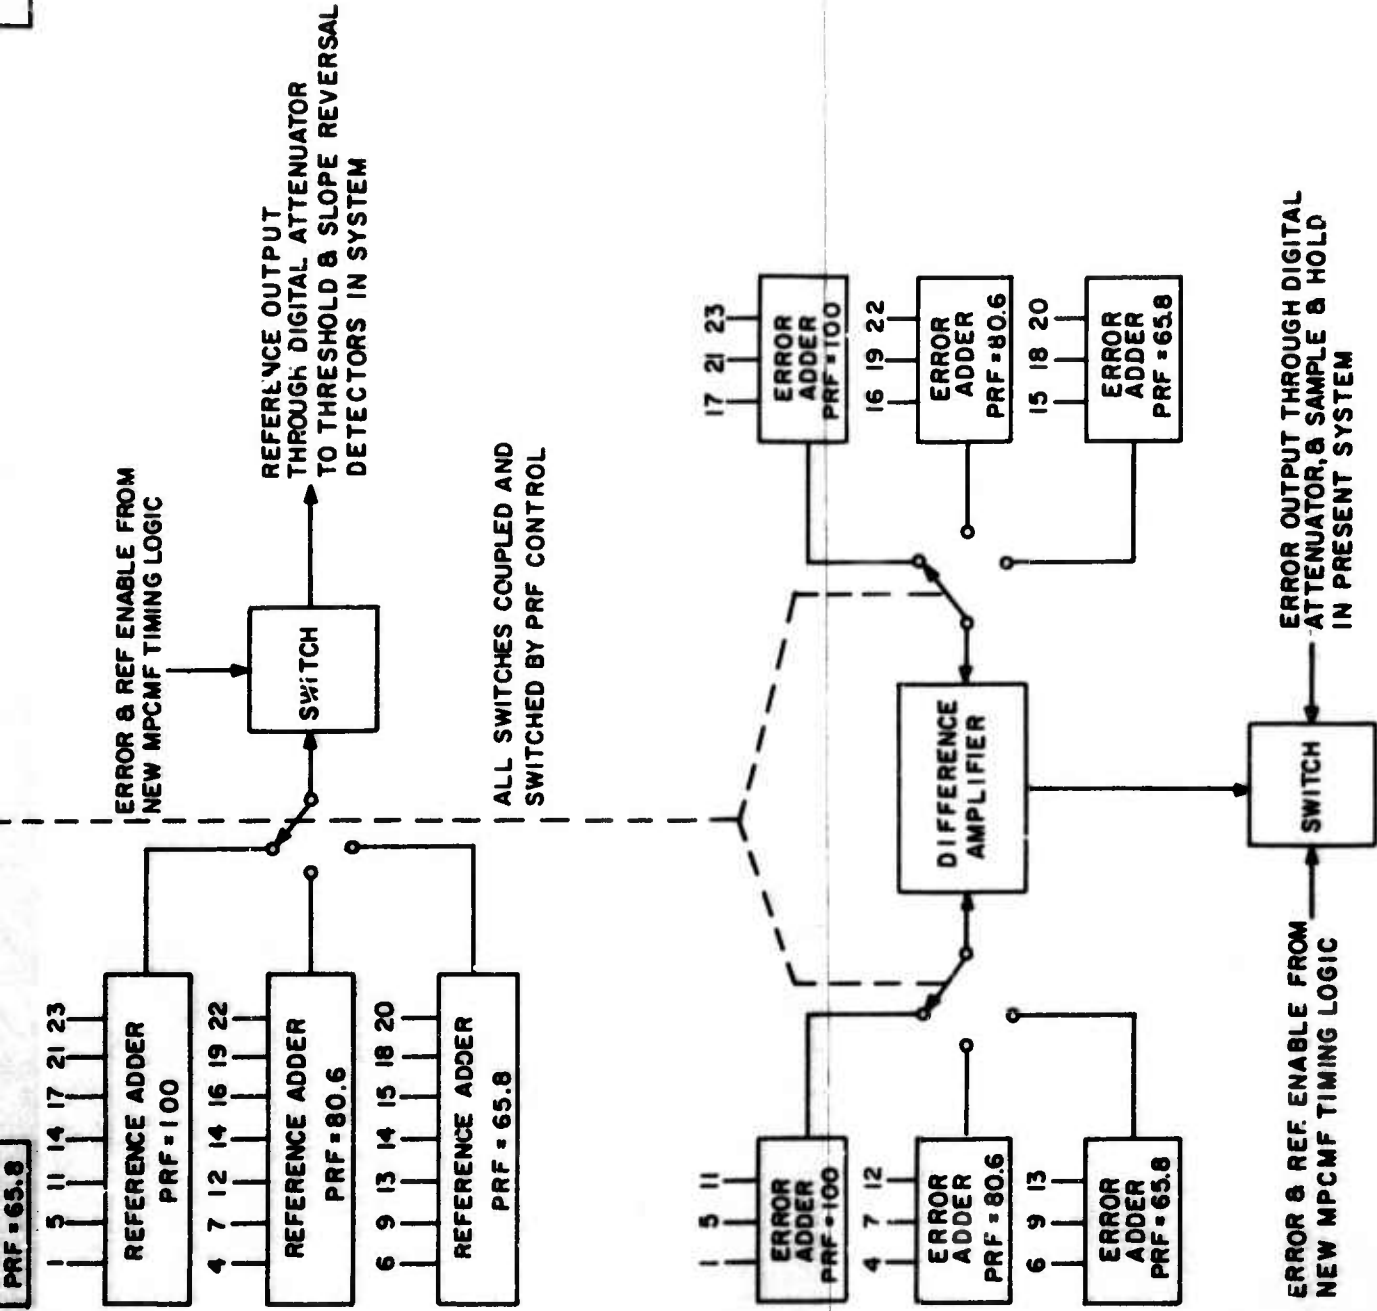 PRF = 65.8
1 5 11 14 17 21 23
REFERENCE ADDER
PRF = 100
4 7 12 14 16 19 22
REFERENCE ADDER
PRF = 80.6
6 9 13 14 15 18 20
REFERENCE ADDER
PRF = 65.8
ERROR & REF ENABLE FROM
NEW MPCMF TIMING LOGIC
SWITCH
REFERENCE OUTPUT
THROUGH DIGITAL ATTENUATOR
TO THRESHOLD & SLOPE REVERSAL
DETECTORS IN SYSTEM
ALL SWITCHES COUPLED AND
SWITCHED BY PRF CONTROL
1 5 11
ERROR
ADDER
PRF = 100
4 7 12
ERROR
ADDER
PRF = 80.6
6 9 13
ERROR
ADDER
PRF = 65.8
DIFFERENCE
AMPLIFIER
17 21 23
ERROR
ADDER
PRF = 100
16 19 22
ERROR
ADDER
PRF = 80.6
15 18 20
ERROR
ADDER
PRF = 65.8
ERROR & REF. ENABLE FROM
NEW MPCMF TIMING LOGIC
SWITCH
ERROR OUTPUT THROUGH DIGITAL
ATTENUATOR, & SAMPLE & HOLD
IN PRESENT SYSTEM